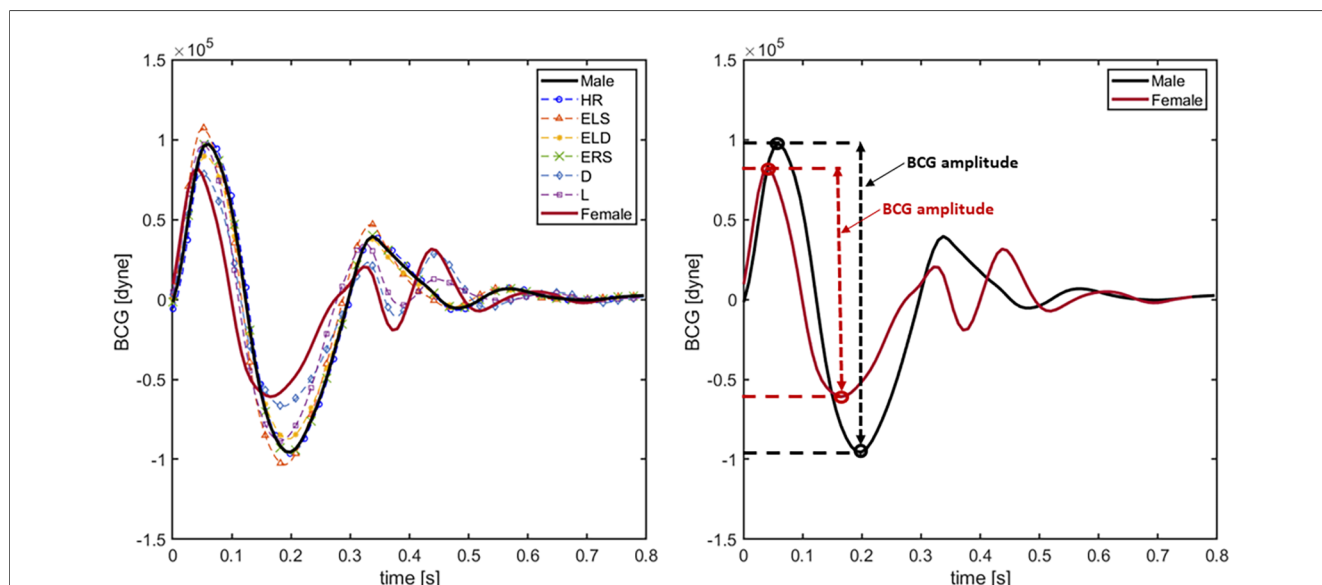 ×10^5
1.5
1
0.5
0
-0.5
-1
-1.5
BCG [dyne]
0 0.1 0.2 0.3 0.4 0.5 0.6 0.7 0.8
time [s]
Male
HR
ELS
ELD
ERS
D
L
Female
×10^5
1.5
1
0.5
0
-0.5
-1
-1.5
BCG [dyne]
0 0.1 0.2 0.3 0.4 0.5 0.6 0.7 0.8
time [s]
Male
Female
BCG amplitude
BCG amplitude